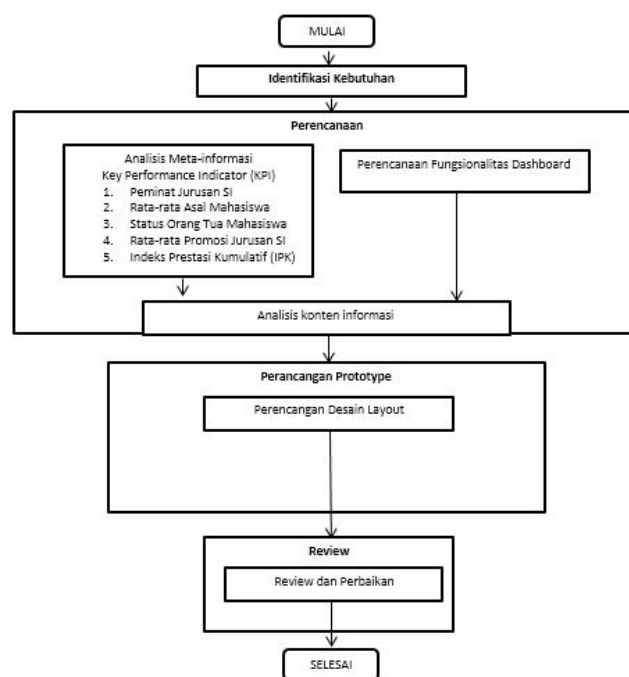 MULAI
Identifikasi Kebutuhan
Perencanaan
Analisis Meta-informasi
Key Performance Indicator (KPI)
1. Peminat Jurusan SI
2. Rata-rata Asal Mahasiswa
3. Status Orang Tua Mahasiswa
4. Rata-rata Promosi Jurusan SI
5. Indeks Prestasi Kumulatif (IPK)
Perencanaan Fungsionalitas Dashboard
Analisis konten informasi
Perancangan Prototype
Perencangan Desain Layout
Review
Review dan Perbaikan
SELESAI